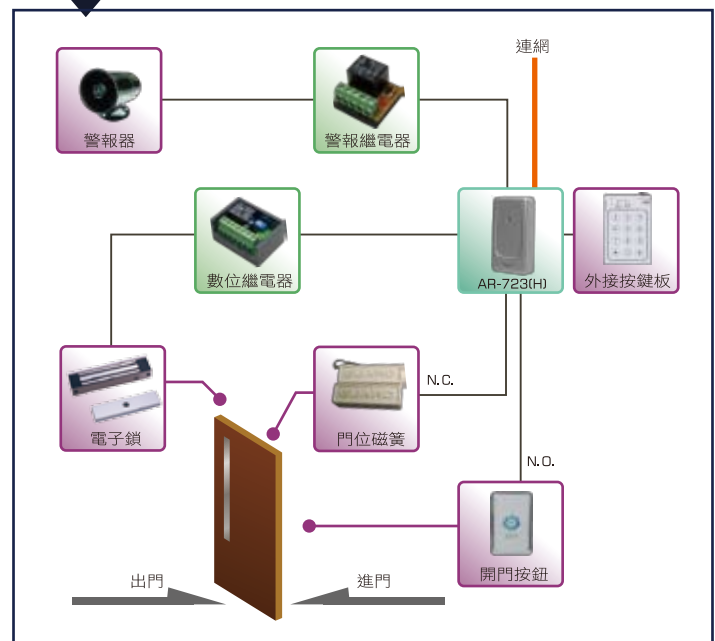 連網
警報器
警報繼電器
數位繼電器
AR-723(H)
外接按鍵板
N.C.
電子鎖
門位磁簧
N.O.
開門按鈕
出門
進門